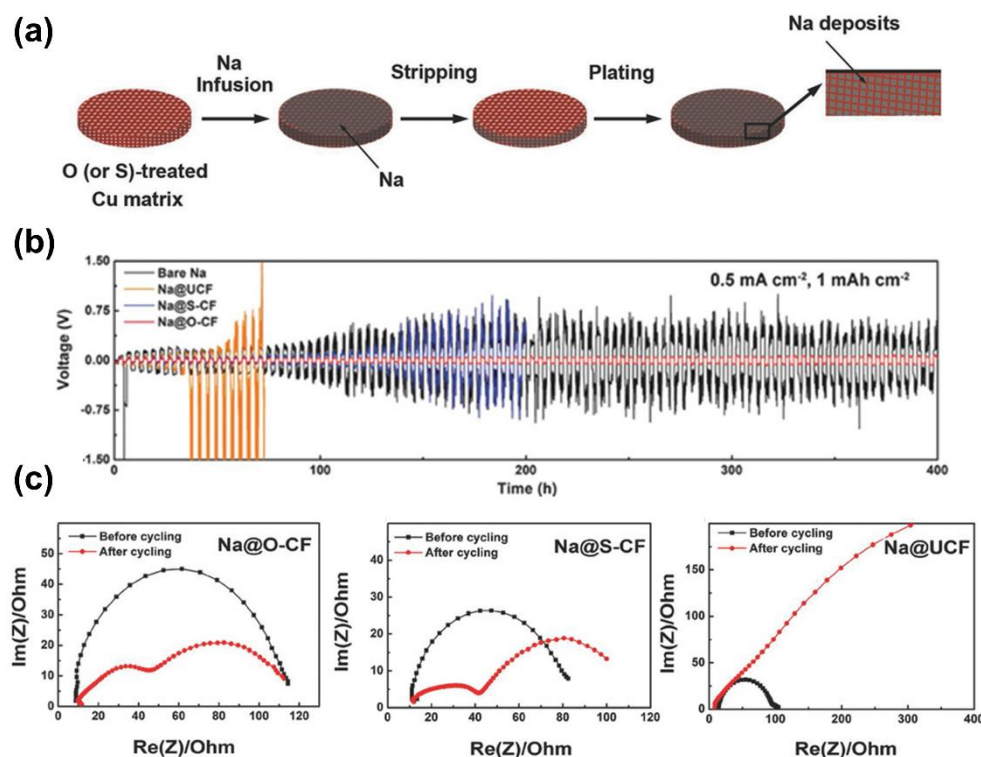 (a)
Na
Infusion
Stripping
Plating
Na deposits
O (or S)-treated
Cu matrix
Na
(b)
1.50
0.75
0.00
-0.75
-1.50
Voltage (V)
Bare Na
Na@UCF
Na@S-CF
Na@O-CF
0.5 mA cm-2, 1 mAh cm-2
0 100 200 300 400
Time (h)
(c)
50
40
30
20
10
0
Im(Z)/Ohm
Before cycling
After cycling
Na@O-CF
0 20 40 60 80 100 120
Re(Z)/Ohm
40
20
0
Im(Z)/Ohm
Before cycling
After cycling
Na@S-CF
0 20 40 60 80 100 120
Re(Z)/Ohm
150
100
50
0
Im(Z)/Ohm
Before cycling
After cycling
Na@UCF
0 100 200 300 400
Re(Z)/Ohm